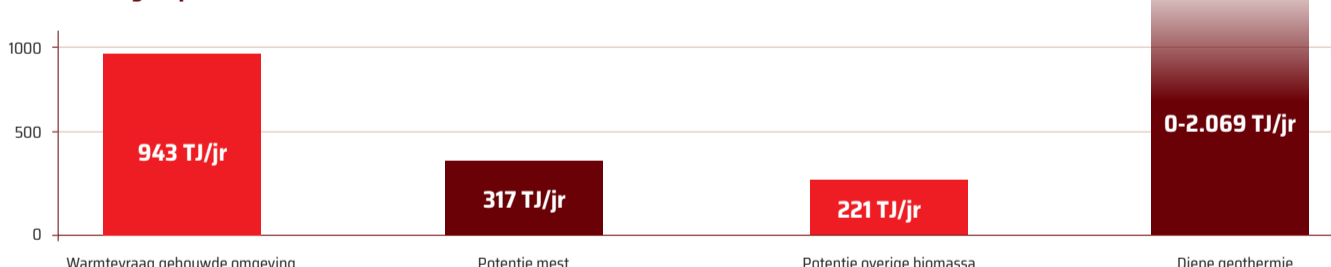 1000
500
0
943 TJ/jr
317 TJ/jr
221 TJ/jr
0-2.069 TJ/jr
Warmtevraag gebouwde omgeving
Potentie mest
Potentie overige biomassa
Diepe geothermie